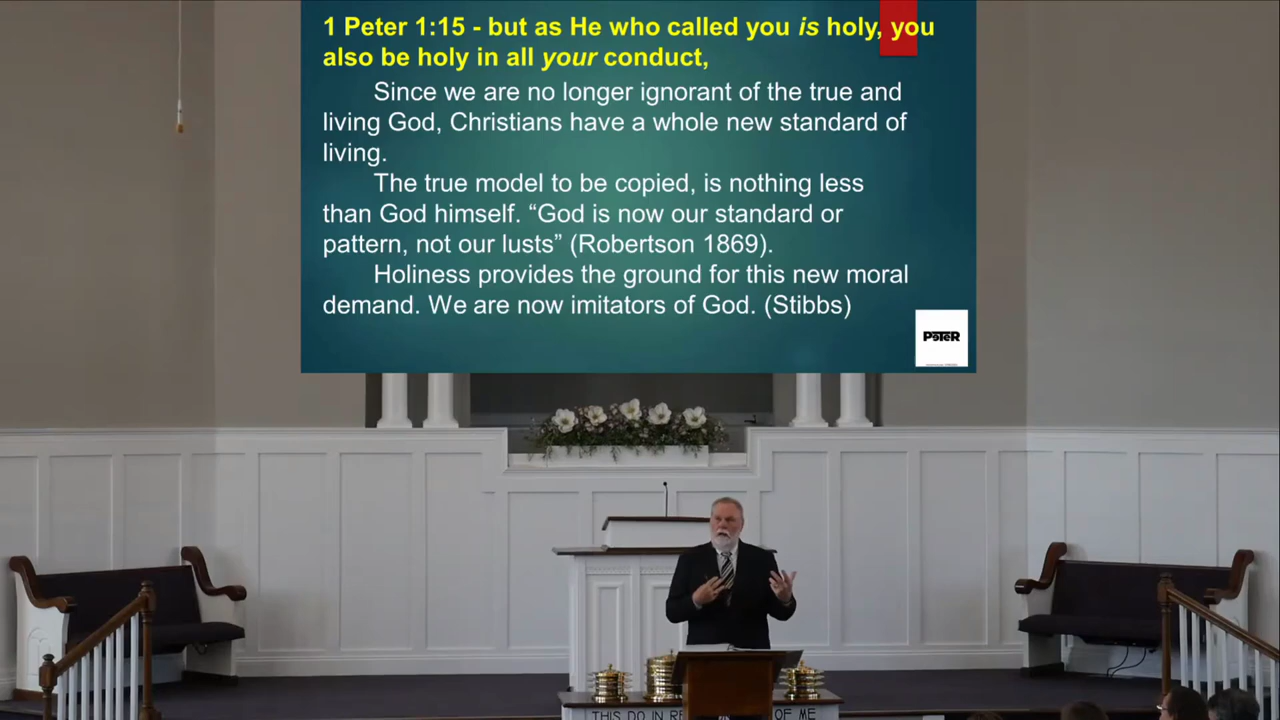 1 Peter 1:15 - but as He who called you is holy, you
also be holy in all your conduct,
Since we are no longer ignorant of the true and
living God, Christians have a whole new standard of
living.
The true model to be copied, is nothing less
than God himself. “God is now our standard or
pattern, not our lusts” (Robertson 1869).
Holiness provides the ground for this new moral
demand. We are now imitators of God. (Stibbs)
PeTeR
THIS DO IN RE OF ME